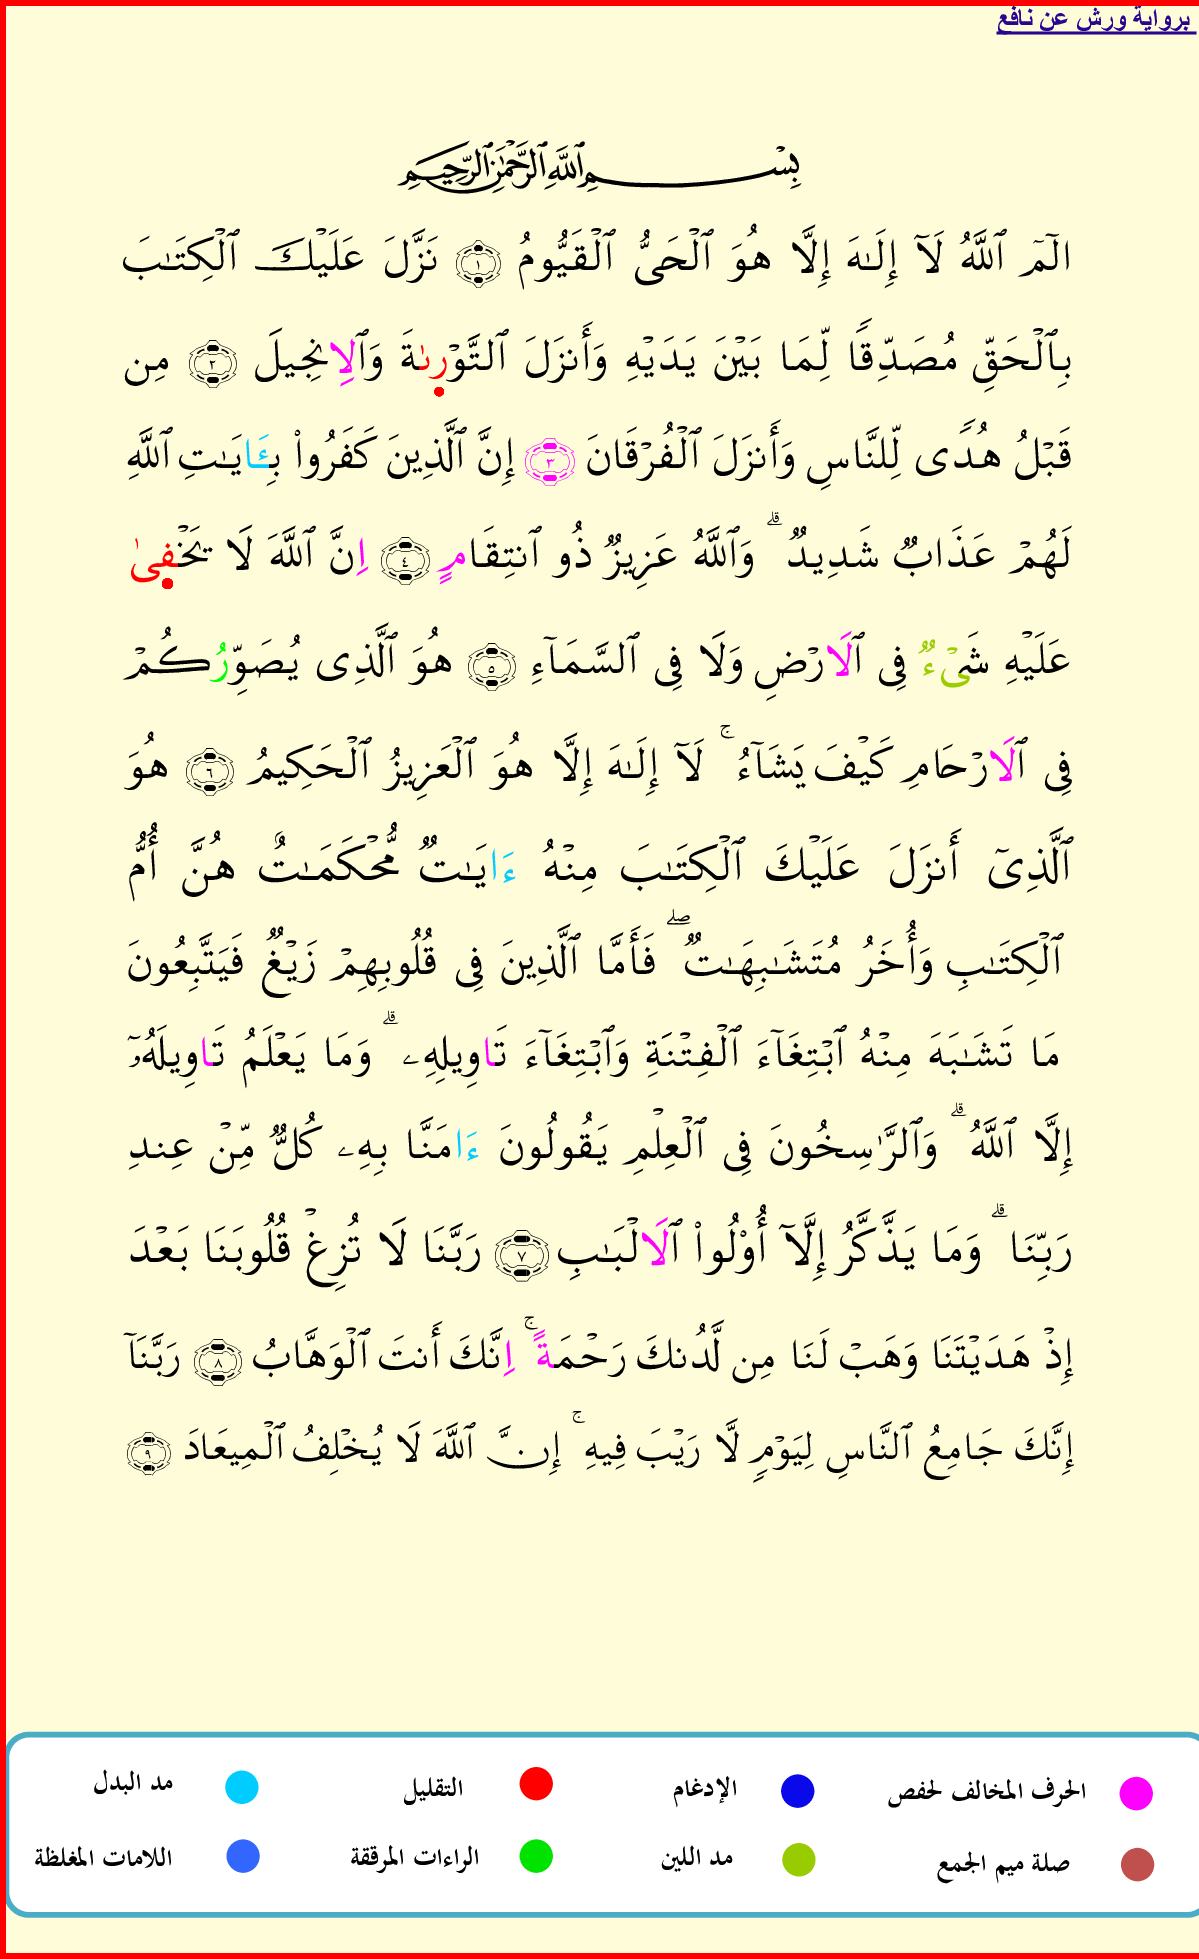 برواية ورش عن نافع
بِسْمِ ٱللَّهِ ٱلرَّحْمَٰنِ ٱلرَّحِيمِ
الٓمٓ ٱللَّهُ لَآ إِلَٰهَ إِلَّا هُوَ ٱلْحَىُّ ٱلْقَيُّومُ ١ نَزَّلَ عَلَيْكَ ٱلْكِتَٰبَ
بِٱلْحَقِّ مُصَدِّقًا لِّمَا بَيْنَ يَدَيْهِ وَأَنزَلَ ٱلتَّوْرىٰةَ وَٱلِانجِيلَ ٢ مِن
قَبْلُ هُدًى لِّلنَّاسِ وَأَنزَلَ ٱلْفُرْقَانَ ٣ إِنَّ ٱلَّذِينَ كَفَرُوا۟ بِـَٔايَٰتِ ٱللَّهِ
لَهُمْ عَذَابٌ شَدِيدٌ ۗ وَٱللَّهُ عَزِيزٌ ذُو ٱنتِقَامٍ ٤ اِنَّ ٱللَّهَ لَا يَخْفىٰ
عَلَيْهِ شَىْءٌ فِى ٱلَارْضِ وَلَا فِى ٱلسَّمَآءِ ٥ هُوَ ٱلَّذِى يُصَوِّرُكُمْ
فِى ٱلَارْحَامِ كَيْفَ يَشَآءُ ۚ لَآ إِلَٰهَ إِلَّا هُوَ ٱلْعَزِيزُ ٱلْحَكِيمُ ٦ هُوَ
ٱلَّذِىٓ أَنزَلَ عَلَيْكَ ٱلْكِتَٰبَ مِنْهُ ءَايَٰتٌ مُّحْكَمَٰتٌ هُنَّ أُمُّ
ٱلْكِتَٰبِ وَأُخَرُ مُتَشَٰبِهَٰتٌ ۖ فَأَمَّا ٱلَّذِينَ فِى قُلُوبِهِمْ زَيْغٌ فَيَتَّبِعُونَ
مَا تَشَٰبَهَ مِنْهُ ٱبْتِغَآءَ ٱلْفِتْنَةِ وَٱبْتِغَآءَ تَاوِيلِهِۦ ۗ وَمَا يَعْلَمُ تَاوِيلَهُۥٓ
إِلَّا ٱللَّهُ ۗ وَٱلرَّٰسِخُونَ فِى ٱلْعِلْمِ يَقُولُونَ ءَامَنَّا بِهِۦ كُلٌّ مِّنْ عِندِ
رَبِّنَا ۗ وَمَا يَذَّكَّرُ إِلَّآ أُو۟لُوا۟ ٱلَالْبَٰبِ ٧ رَبَّنَا لَا تُزِغْ قُلُوبَنَا بَعْدَ
إِذْ هَدَيْتَنَا وَهَبْ لَنَا مِن لَّدُنكَ رَحْمَةً ۚ اِنَّكَ أَنتَ ٱلْوَهَّابُ ٨ رَبَّنَآ
إِنَّكَ جَامِعُ ٱلنَّاسِ لِيَوْمٍ لَّا رَيْبَ فِيهِ ۚ إِنَّ ٱللَّهَ لَا يُخْلِفُ ٱلْمِيعَادَ ٩
الحرف المخالف لحفص الإدغام التقليل مد البدل
صلة ميم الجمع مد اللين الراءات المرققة اللامات المغلظة